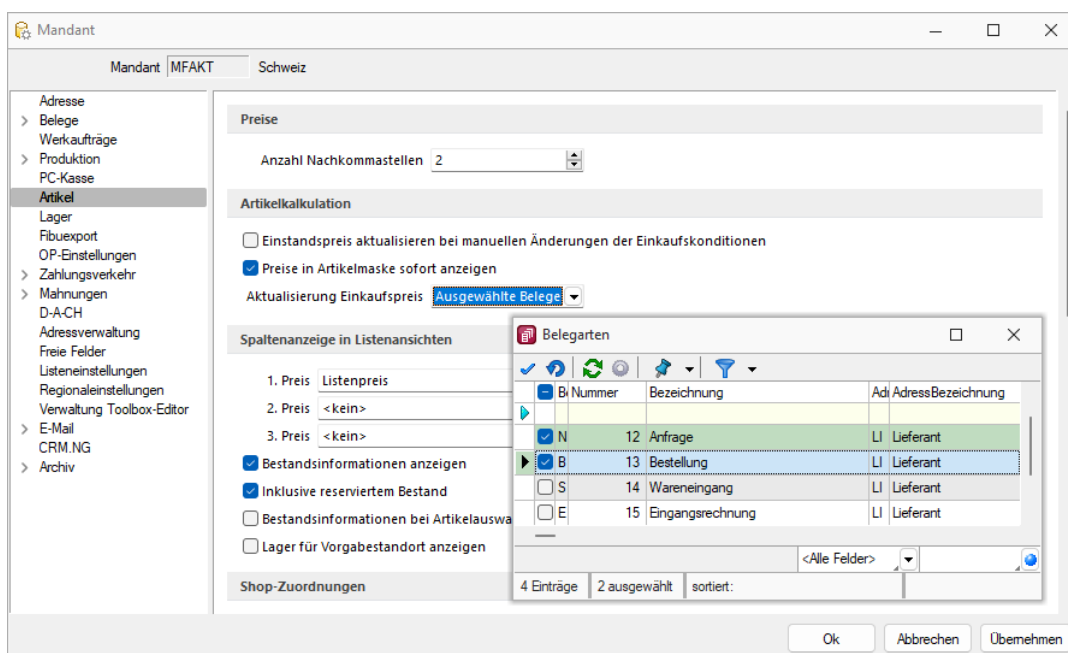 Mandant
Mandant MFAKT Schweiz
Adresse
Belege
Werkaufträge
Produktion
PC-Kasse
Artikel
Lager
Fibuexport
OP-Einstellungen
Zahlungsverkehr
Mahnungen
D-A-CH
Adressverwaltung
Freie Felder
Listeneinstellungen
Regionaleinstellungen
Verwaltung Toolbox-Editor
E-Mail
CRM.NG
Archiv
Preise
Anzahl Nachkommastellen 2
Artikelkalkulation
Einstandspreis aktualisieren bei manuellen Änderungen der Einkaufskonditionen
Preise in Artikelmaske sofort anzeigen
Aktualisierung Einkaufspreis Ausgewählte Belege
Spaltenanzeige in Listenansichten
1. Preis Listenpreis
2. Preis <kein>
3. Preis <kein>
Bestandsinformationen anzeigen
Inklusive reserviertem Bestand
Bestandsinformationen bei Artikelauswa
Lager für Vorgabestandort anzeigen
Shop-Zuordnungen
Belegarten
Nummer Bezeichnung AdressBezeichnung
N 12 Anfrage LI Lieferant
B 13 Bestellung LI Lieferant
S 14 Wareneingang LI Lieferant
E 15 Eingangsrechnung LI Lieferant
<Alle Felder>
4 Einträge 2 ausgewählt sortiert:
Ok Abbrechen Übernehmen